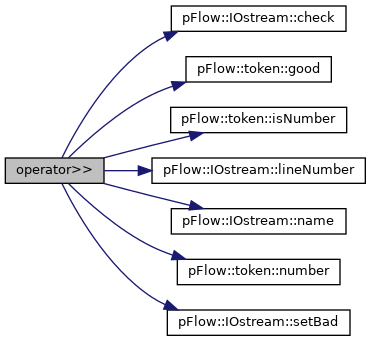 pFlow::IOstream::check
pFlow::token::good
pFlow::token::isNumber
operator>>
pFlow::IOstream::lineNumber
pFlow::IOstream::name
pFlow::token::number
pFlow::IOstream::setBad